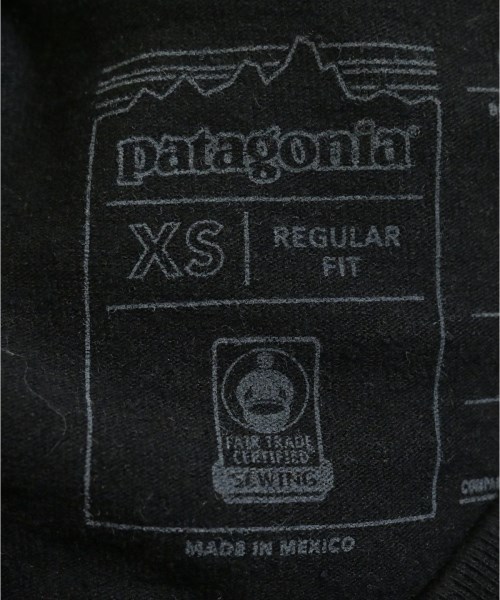 patagonia®
XS
REGULAR
FIT
FAIR TRADE
CERTIFIED
SEWING
MADE IN MEXICO